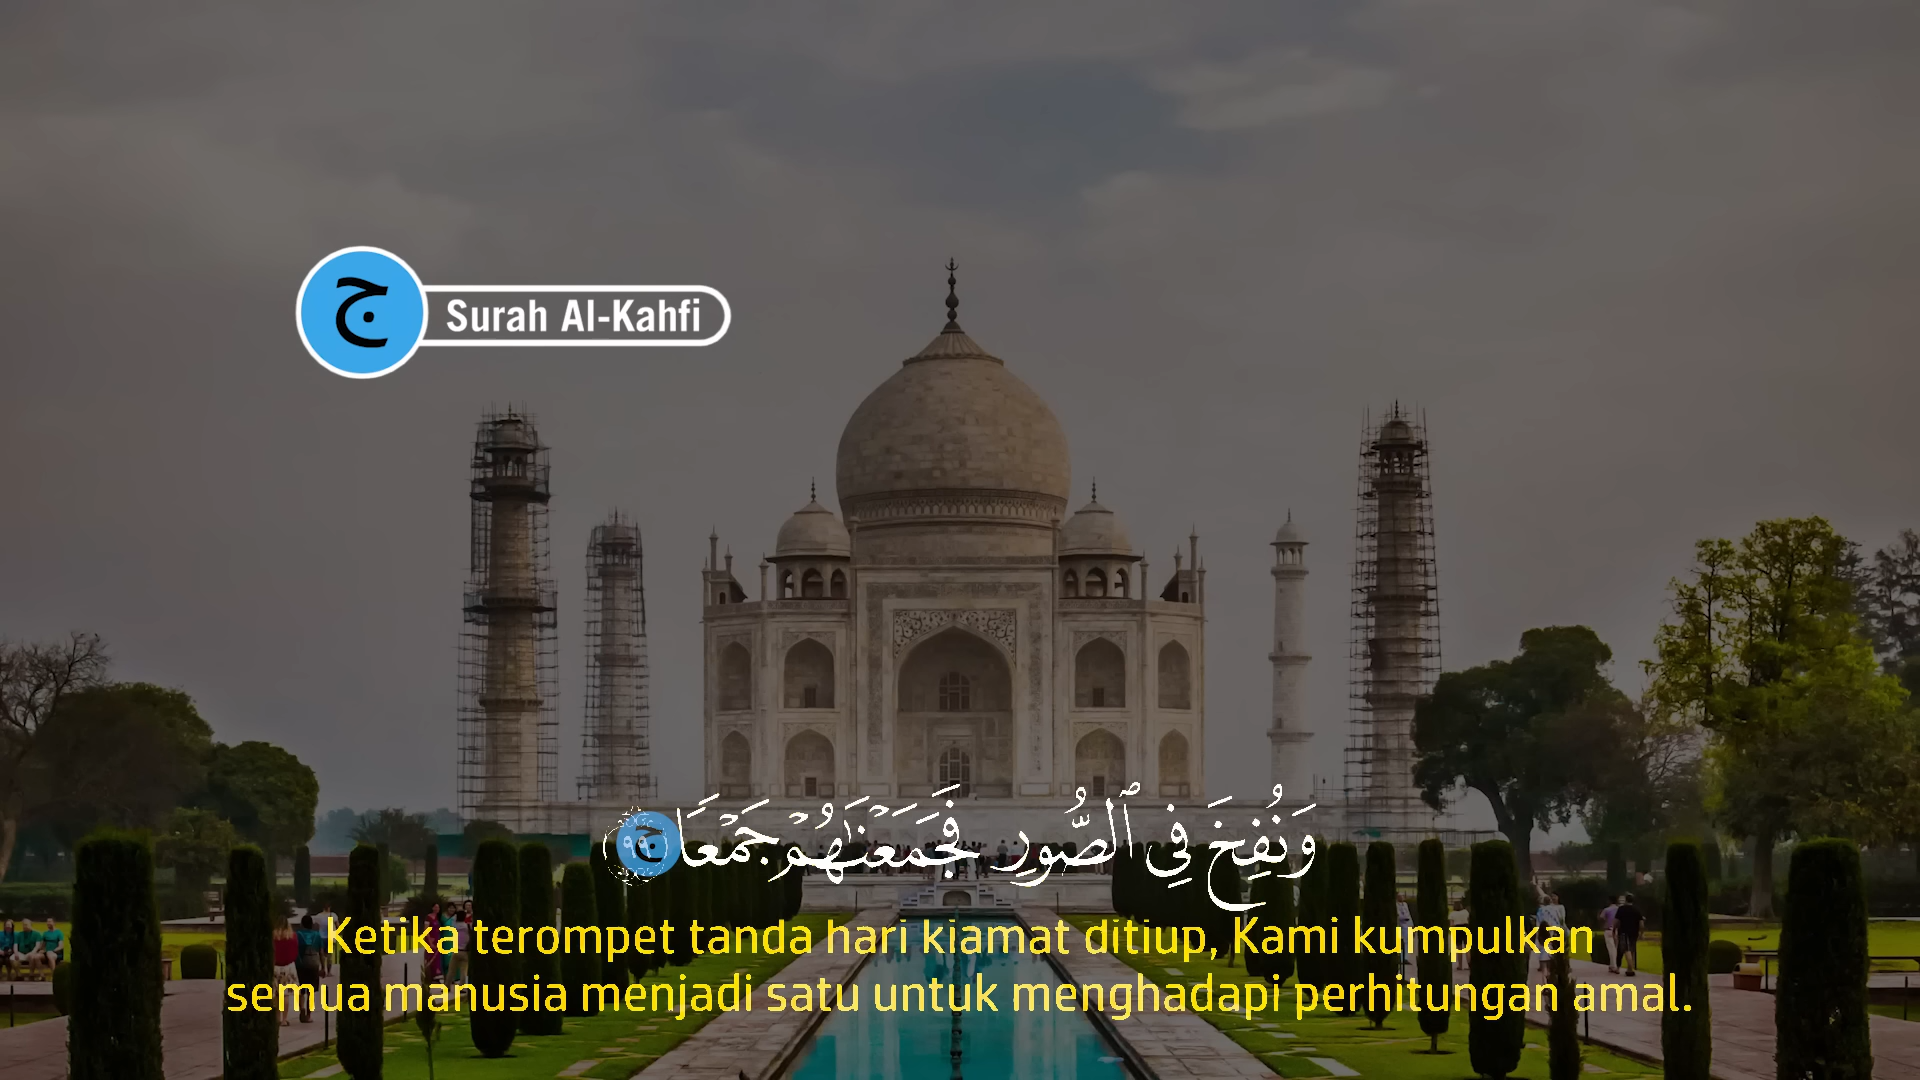 ج
Surah Al-Kahfi
وَنُفِخَ فِي ٱلصُّورِ فَجَمَعْنَٰهُمْ جَمْعًا ج
Ketika terompet tanda hari kiamat ditiup, Kami kumpulkan
semua manusia menjadi satu untuk menghadapi perhitungan amal.